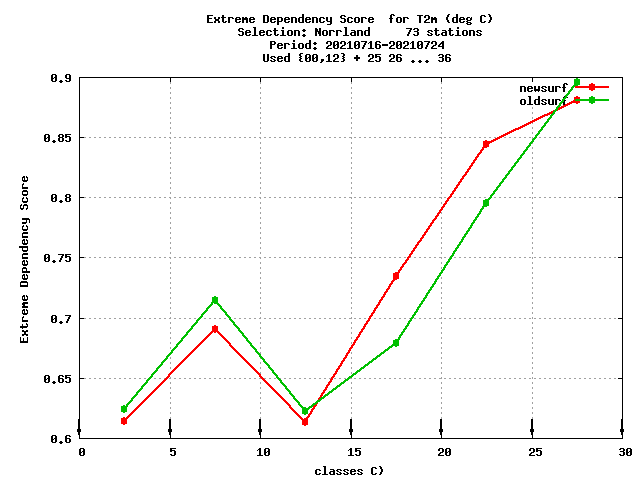 Extreme Dependency Score  for T2m (deg C)
Selection: Norrland     73 stations
Period: 20210716-20210724
Used {00,12} + 25 26 ... 36
newsurf
oldsurf
0.9
0.85
0.8
0.75
0.7
0.65
0.6
Extreme Dependency Score
0 5 10 15 20 25 30
classes C)